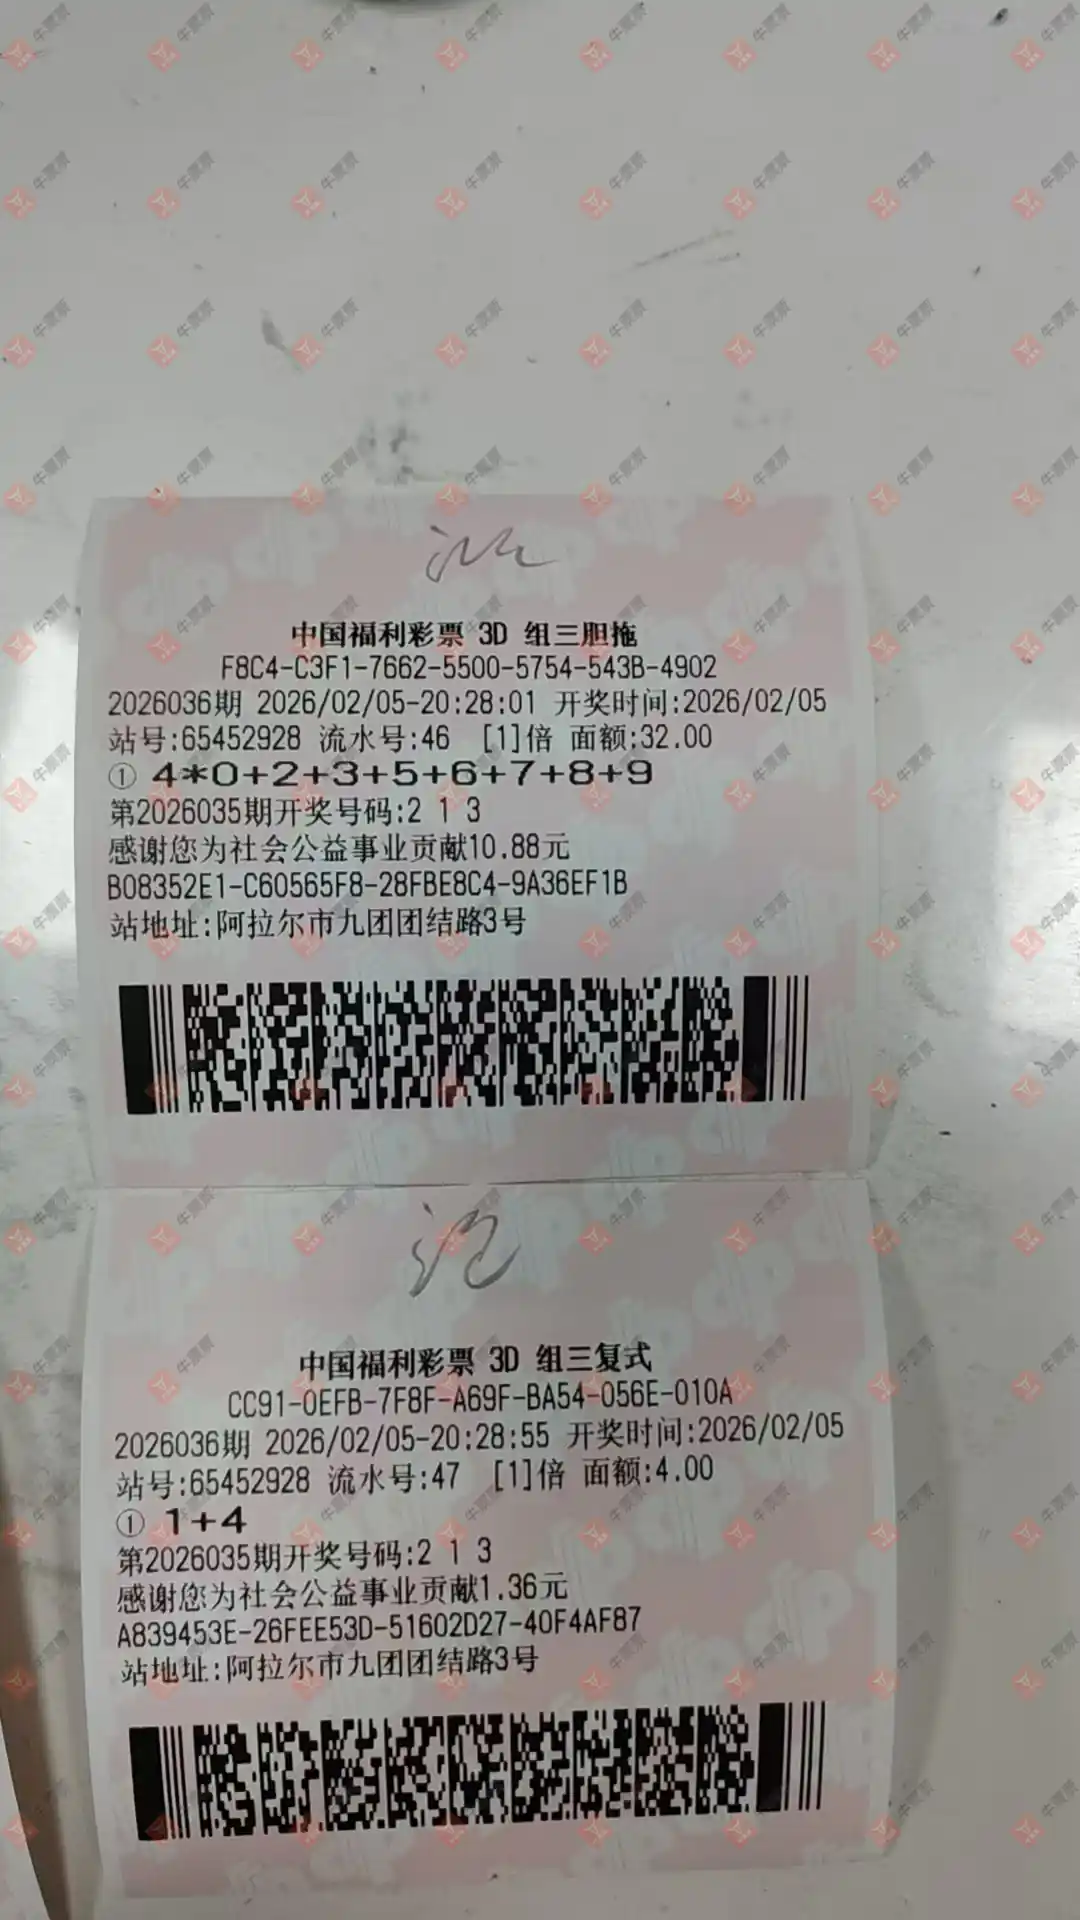 中国福利彩票 3D 组三胆拖
F8C4-C3F1-7662-5500-5754-543B-4902
2026036期 2026/02/05-20:28:01 开奖时间:2026/02/05
站号:65452928 流水号:46 [1]倍 面额:32.00
① 4*0+2+3+5+6+7+8+9
第2026035期开奖号码:2 1 3
感谢您为社会公益事业贡献10.88元
B08352E1-C60565F8-28FBE8C4-9A36EF1B
站地址:阿拉尔市九团团结路3号
中国福利彩票 3D 组三复式
CC91-0EFB-7F8F-A69F-BA54-056E-010A
2026036期 2026/02/05-20:28:55 开奖时间:2026/02/05
站号:65452928 流水号:47 [1]倍 面额:4.00
① 1+4
第2026035期开奖号码:2 1 3
感谢您为社会公益事业贡献1.36元
A839453E-26FEE53D-51602D27-40F4AF87
站地址:阿拉尔市九团团结路3号
牛票票